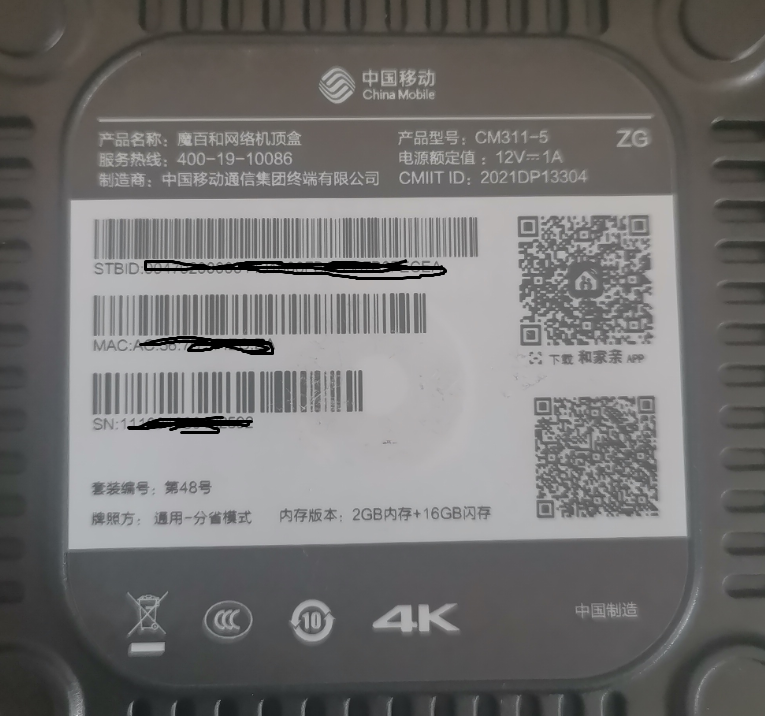 中国移动
China Mobile
产品名称：魔百和网络机顶盒
产品型号：CM311-5
ZG
服务热线：400-19-10086
电源额定值：12V⎓1A
制造商：中国移动通信集团终端有限公司
CMIIT ID：2021DP13304
STBID:
MAC:
下载 和家亲 APP
SN:
套装编号：第48号
牌照方：通用-分省模式
内存版本：2GB内存+16GB闪存
CCC
10
4K
中国制造